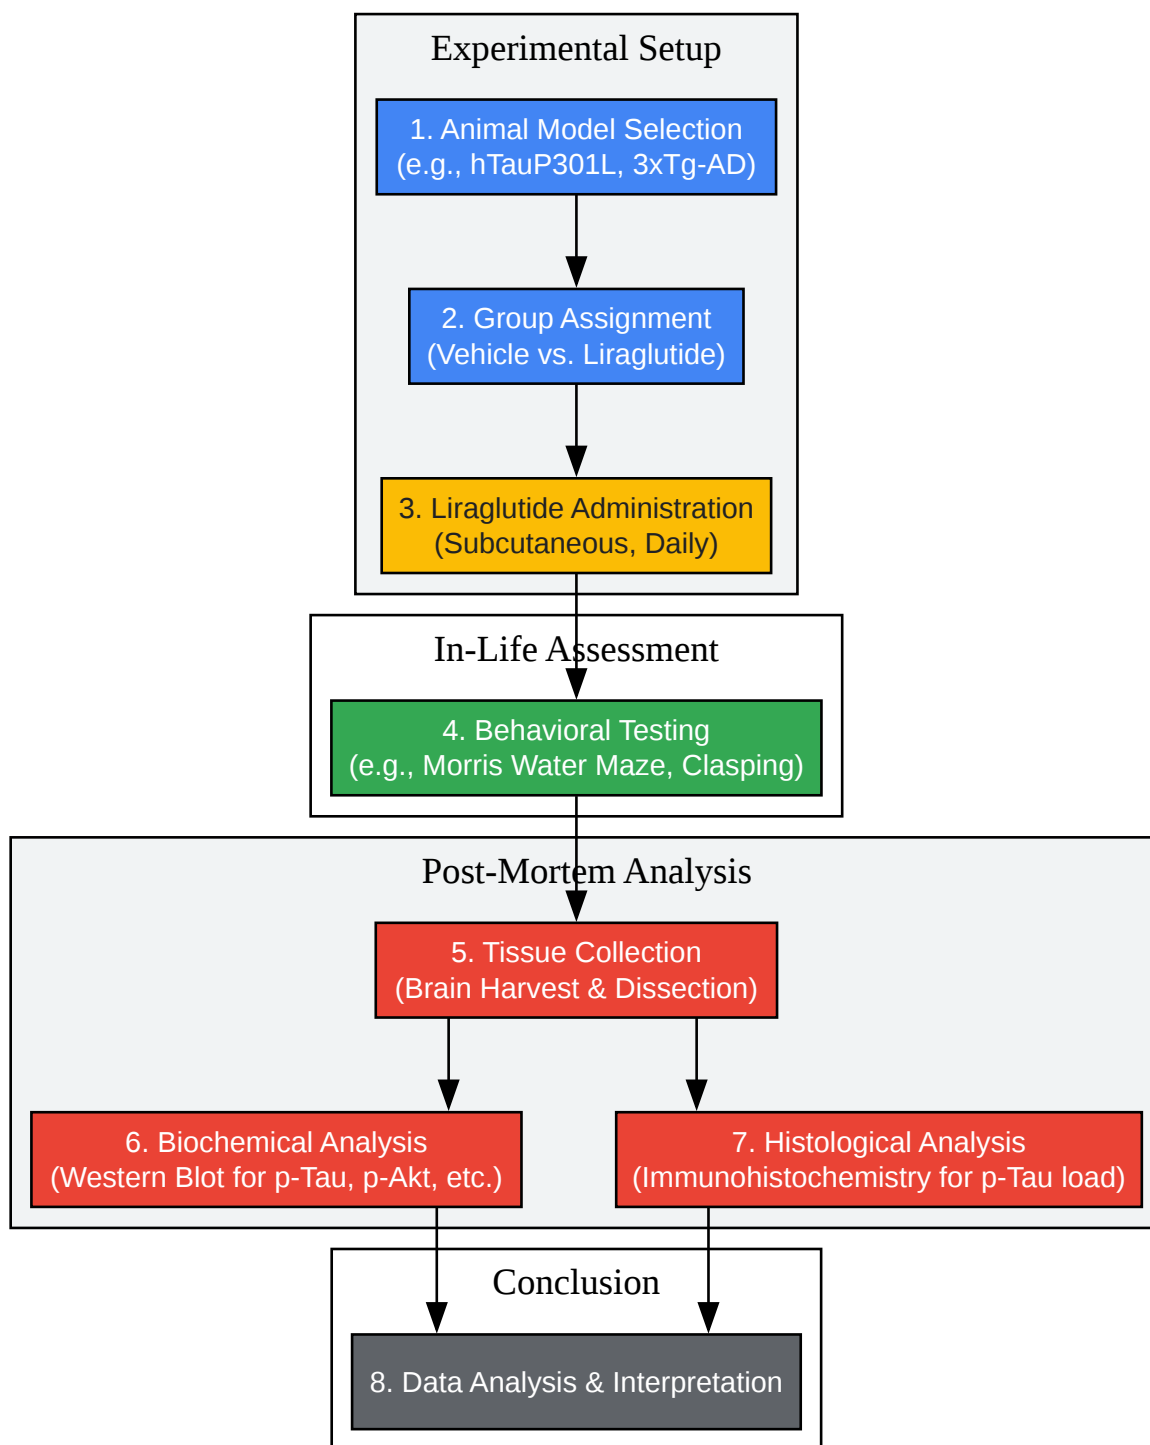 Experimental Setup
1. Animal Model Selection
(e.g., hTauP301L, 3xTg-AD)
2. Group Assignment
(Vehicle vs. Liraglutide)
3. Liraglutide Administration
(Subcutaneous, Daily)
In-Life Assessment
4. Behavioral Testing
(e.g., Morris Water Maze, Clasping)
Post-Mortem Analysis
5. Tissue Collection
(Brain Harvest & Dissection)
6. Biochemical Analysis
(Western Blot for p-Tau, p-Akt, etc.)
7. Histological Analysis
(Immunohistochemistry for p-Tau load)
Conclusion
8. Data Analysis & Interpretation